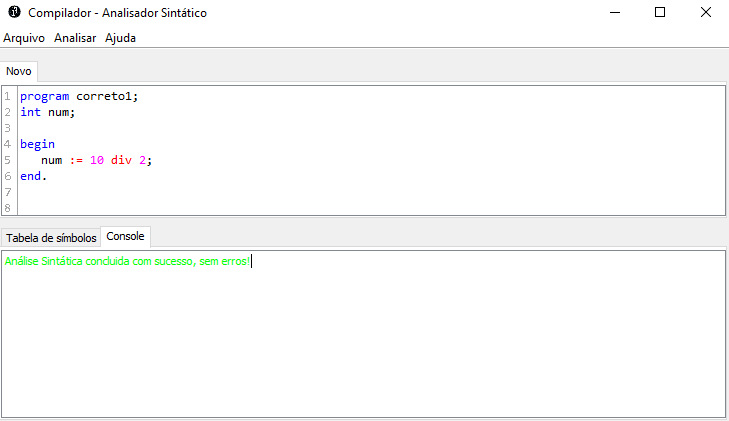 Compilador - Analisador Sintático
Arquivo Analisar Ajuda
Novo
1 program correto1;
2 int num;
3
4 begin
5 num := 10 div 2;
6 end.
7
8
Tabela de símbolos Console
Análise Sintática concluida com sucesso, sem erros!